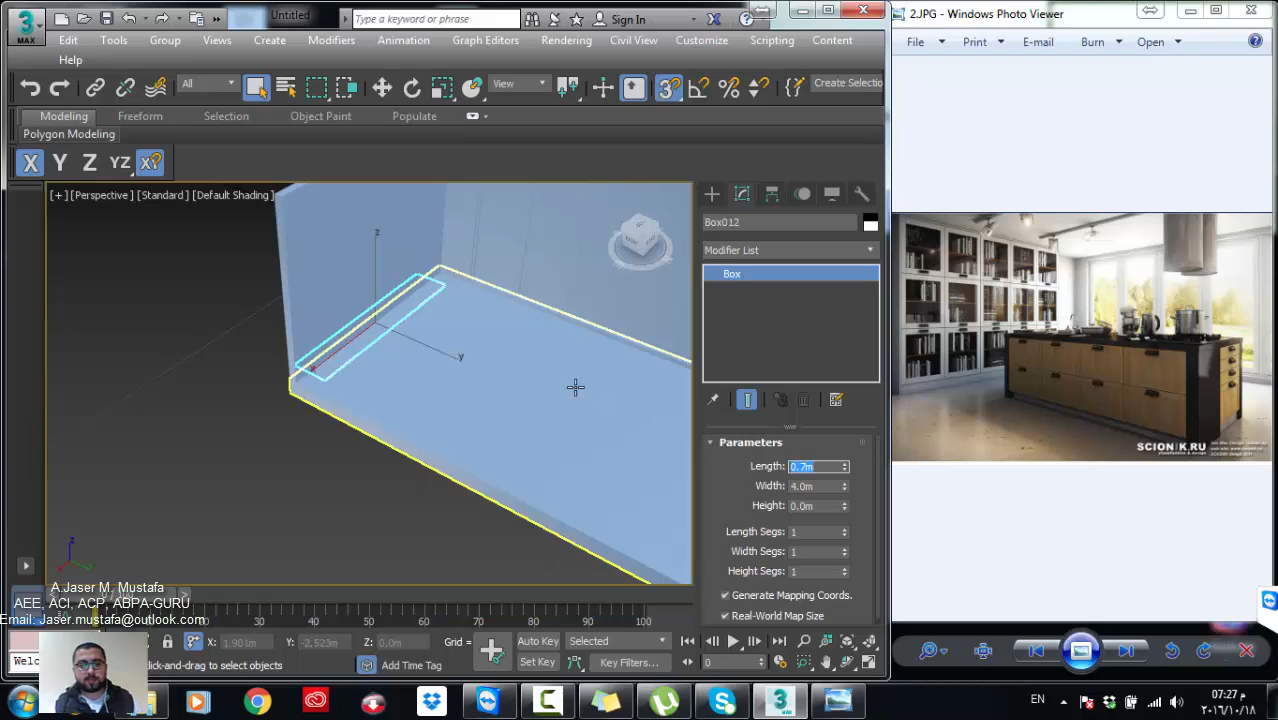 Untitled
Type a keyword or phrase
Sign In
MAX
Edit Tools Group Views Create Modifiers Animation Graph Editors Rendering Civil View Customize Scripting Content
Help
All
View
Create Selectio
Modeling Freeform Selection Object Paint Populate
Polygon Modeling
X Y Z YZ XY
[+] [Perspective] [Standard] [Default Shading]
z
y
Box012
Modifier List
Box
Parameters
Length: 0.7m
Width: 4.0m
Height: 0.0m
Length Segs: 1
Width Segs: 1
Height Segs: 1
Generate Mapping Coords.
Real-World Map Size
A.Jaser M. Mustafa
AEE, ACI, ACP, ABPA-GURU
Email: Jaser.mustafa@outlook.com
30 40 50 60 70 80 90 100
X: 1.901m Y: -2.523m Z: 0.0m Grid =
Auto Key Selected
Welc
click-and-drag to select objects
Add Time Tag
Set Key Key Filters...
0
2.JPG - Windows Photo Viewer
File Print E-mail Burn Open
SCIONIK.RU
EN
07:27 م
٢٠١٦/١٠/١٨